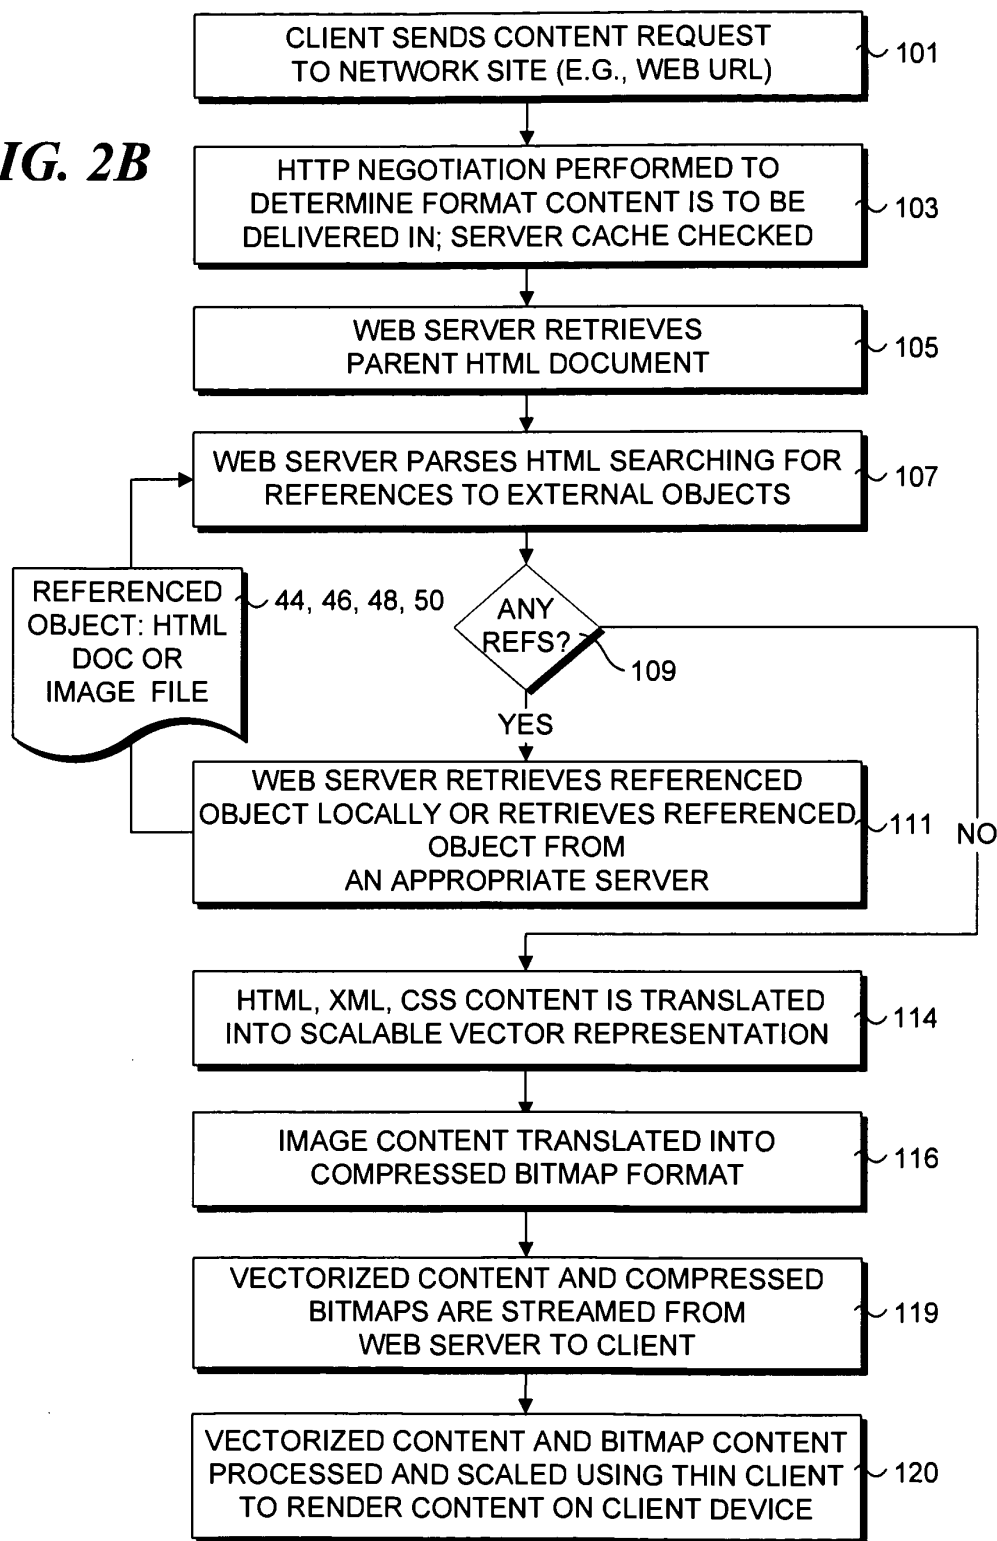 CLIENT SENDS CONTENT REQUEST
TO NETWORK SITE (E.G., WEB URL)
101
IG. 2B
HTTP NEGOTIATION PERFORMED TO
DETERMINE FORMAT CONTENT IS TO BE
DELIVERED IN; SERVER CACHE CHECKED
103
WEB SERVER RETRIEVES
PARENT HTML DOCUMENT
105
WEB SERVER PARSES HTML SEARCHING FOR
REFERENCES TO EXTERNAL OBJECTS
107
REFERENCED
OBJECT: HTML
DOC OR
IMAGE FILE
44, 46, 48, 50
ANY
REFS?
109
YES
WEB SERVER RETRIEVES REFERENCED
OBJECT LOCALLY OR RETRIEVES REFERENCED
OBJECT FROM
AN APPROPRIATE SERVER
111
NO
HTML, XML, CSS CONTENT IS TRANSLATED
INTO SCALABLE VECTOR REPRESENTATION
114
IMAGE CONTENT TRANSLATED INTO
COMPRESSED BITMAP FORMAT
116
VECTORIZED CONTENT AND COMPRESSED
BITMAPS ARE STREAMED FROM
WEB SERVER TO CLIENT
119
VECTORIZED CONTENT AND BITMAP CONTENT
PROCESSED AND SCALED USING THIN CLIENT
TO RENDER CONTENT ON CLIENT DEVICE
120